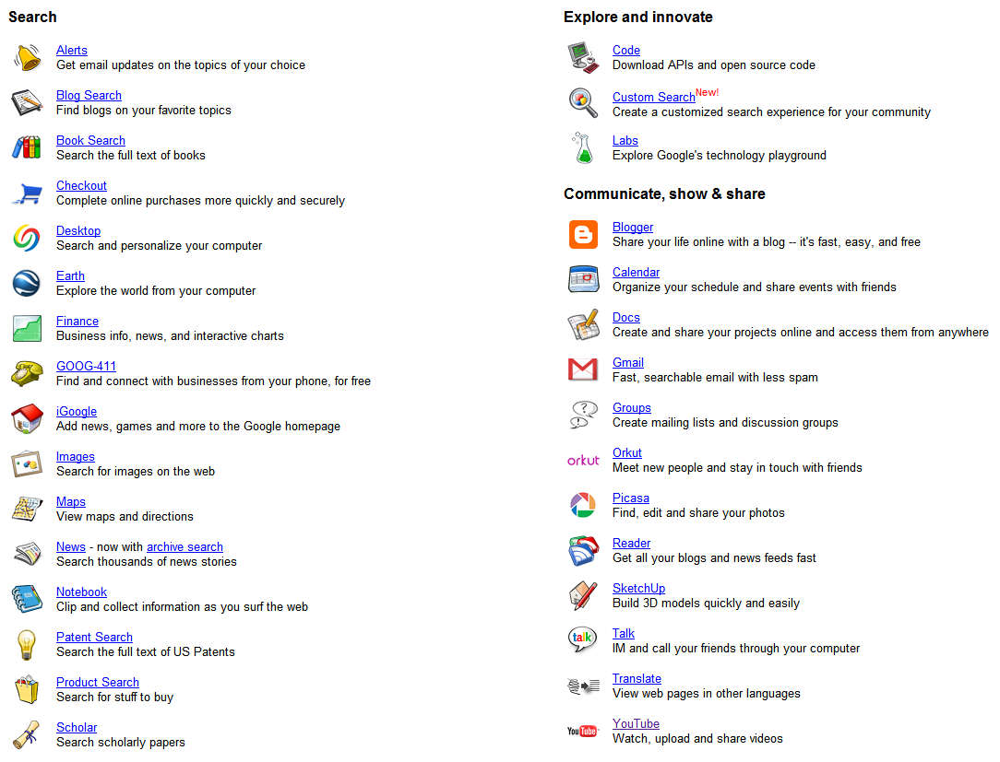 Search
Alerts
Get email updates on the topics of your choice
Blog Search
Find blogs on your favorite topics
Book Search
Search the full text of books
Checkout
Complete online purchases more quickly and securely
Desktop
Search and personalize your computer
Earth
Explore the world from your computer
Finance
Business info, news, and interactive charts
GOOG-411
Find and connect with businesses from your phone, for free
iGoogle
Add news, games and more to the Google homepage
Images
Search for images on the web
Maps
View maps and directions
News - now with archive search
Search thousands of news stories
Notebook
Clip and collect information as you surf the web
Patent Search
Search the full text of US Patents
Product Search
Search for stuff to buy
Scholar
Search scholarly papers
Explore and innovate
Code
Download APIs and open source code
Custom Search New!
Create a customized search experience for your community
Labs
Explore Google's technology playground
Communicate, show & share
Blogger
Share your life online with a blog -- it's fast, easy, and free
Calendar
Organize your schedule and share events with friends
Docs
Create and share your projects online and access them from anywhere
Gmail
Fast, searchable email with less spam
Groups
Create mailing lists and discussion groups
orkut
Orkut
Meet new people and stay in touch with friends
Picasa
Find, edit and share your photos
Reader
Get all your blogs and news feeds fast
SketchUp
Build 3D models quickly and easily
talk
Talk
IM and call your friends through your computer
Translate
View web pages in other languages
YouTube
YouTube
Watch, upload and share videos